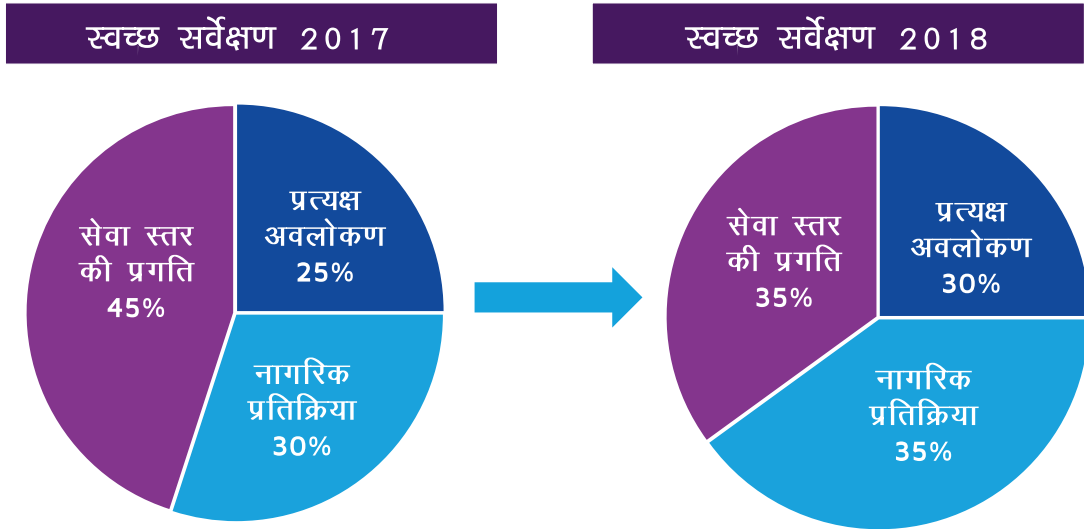 स्वच्छ सर्वेक्षण 2017
सेवा स्तर
की प्रगति
45%
प्रत्यक्ष
अवलोकण
25%
नागरिक
प्रतिक्रिया
30%
स्वच्छ सर्वेक्षण 2018
सेवा स्तर
की प्रगति
35%
प्रत्यक्ष
अवलोकण
30%
नागरिक
प्रतिक्रिया
35%